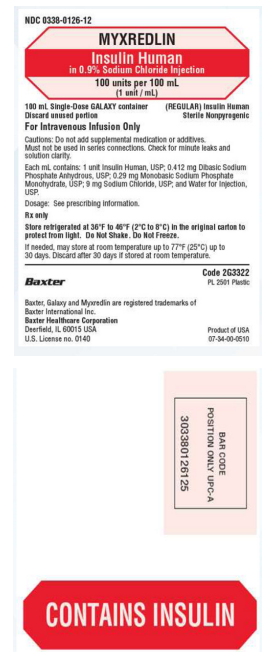 NDC 0338-0126-12
MYXREDLIN
Insulin Human
in 0.9% Sodium Chloride Injection
100 units per 100 mL
(1 unit / mL)
100 mL Single-Dose GALAXY container (REGULAR) Insulin Human
Discard unused portion Sterile Nonpyrogenic
For Intravenous Infusion Only
Cautions: Do not add supplemental medication or additives.
Must not be used in series connections. Check for minute leaks and
solution clarity.
Each mL contains: 1 unit Insulin Human, USP; 0.412 mg Dibasic Sodium
Phosphate Anhydrous, USP; 0.29 mg Monobasic Sodium Phosphate
Monohydrate, USP; 9 mg Sodium Chloride, USP; and Water for Injection,
USP.
Dosage: See prescribing information.
Rx only
Store refrigerated at 36°F to 46°F (2°C to 8°C) in the original carton to
protect from light. Do Not Shake. Do Not Freeze.
If needed, may store at room temperature up to 77°F (25°C) up to
30 days. Discard after 30 days if stored at room temperature.
Code 2G3322
Baxter PL 2501 Plastic
Baxter, Galaxy and Myxredlin are registered trademarks of
Baxter International Inc.
Baxter Healthcare Corporation
Deerfield, IL 60015 USA Product of USA
U.S. License no. 0140 07-34-00-0510
BAR CODE
POSITION ONLY UPC-A
303380126125
CONTAINS INSULIN